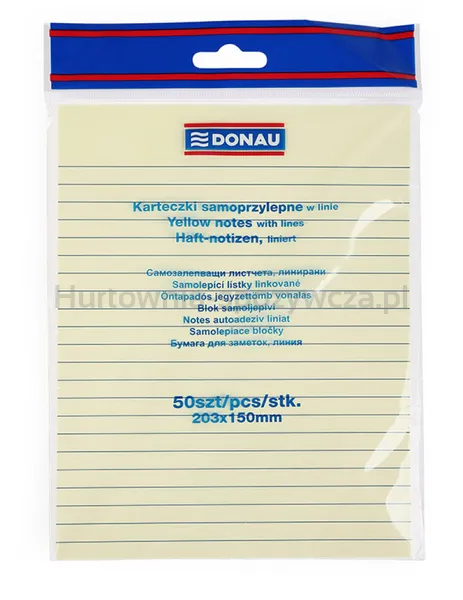 DONAU
Karteczki samoprzylepne w linie
Yellow notes with lines
Haft-notizen, liniert
Самозалепващи листчета, линирани
Samolepicí lístky linkované
Öntapadós jegyzettömb vonalas
Blok samoljepivi
Notes autoadeziv liniat
Samolepiace bločky
Бумага для заметок, линия
50szt/pcs/stk.
203x150mm